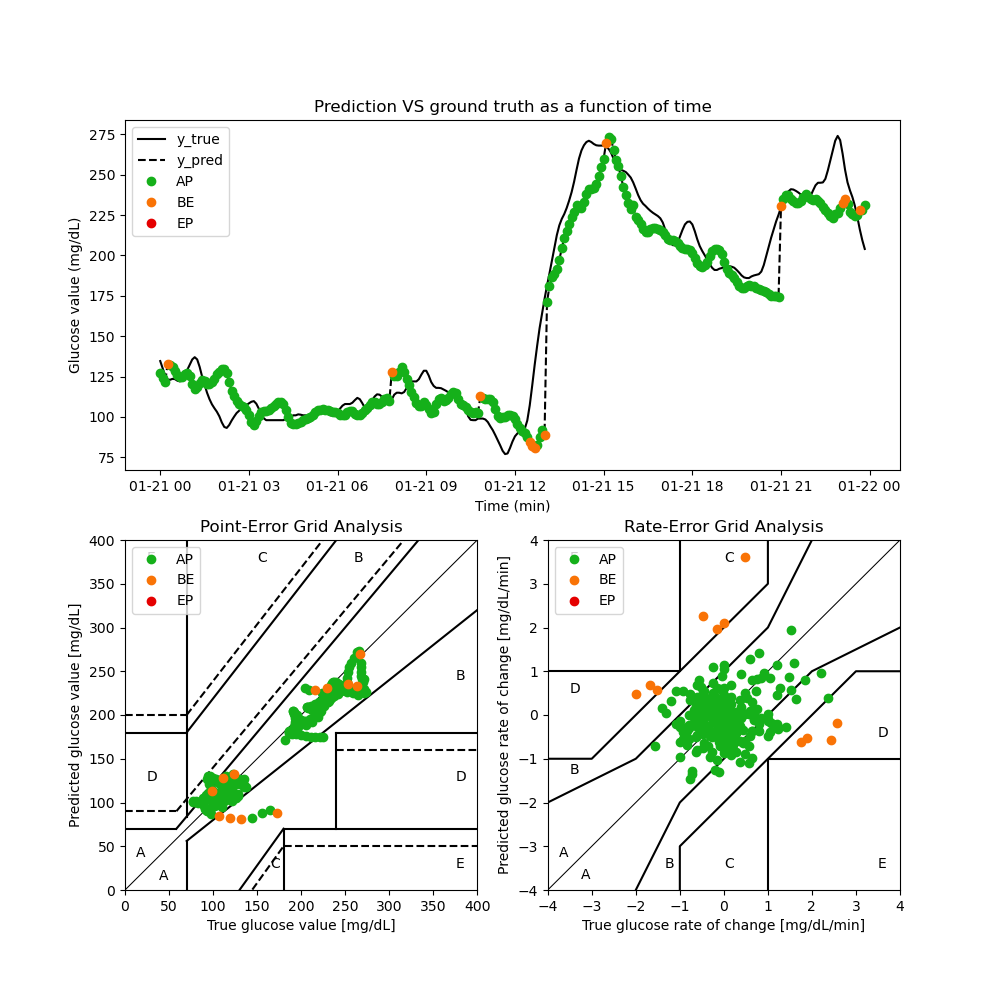 Prediction VS ground truth as a function of time
Glucose value (mg/dL)
275
250
225
200
175
150
125
100
75
y_true
y_pred
AP
BE
EP
01-21 00
01-21 03
01-21 06
01-21 09
01-21 12
01-21 15
01-21 18
01-21 21
01-22 00
Time (min)
Point-Error Grid Analysis
Predicted glucose value [mg/dL]
400
350
300
250
200
150
100
50
0
AP
BE
EP
C
B
B
D
D
A
A
C
E
0
50
100
150
200
250
300
350
400
True glucose value [mg/dL]
Rate-Error Grid Analysis
Predicted glucose rate of change [mg/dL/min]
4
3
2
1
0
−1
−2
−3
−4
AP
BE
EP
C
D
D
B
A
A
B
C
E
−4
−3
−2
−1
0
1
2
3
4
True glucose rate of change [mg/dL/min]